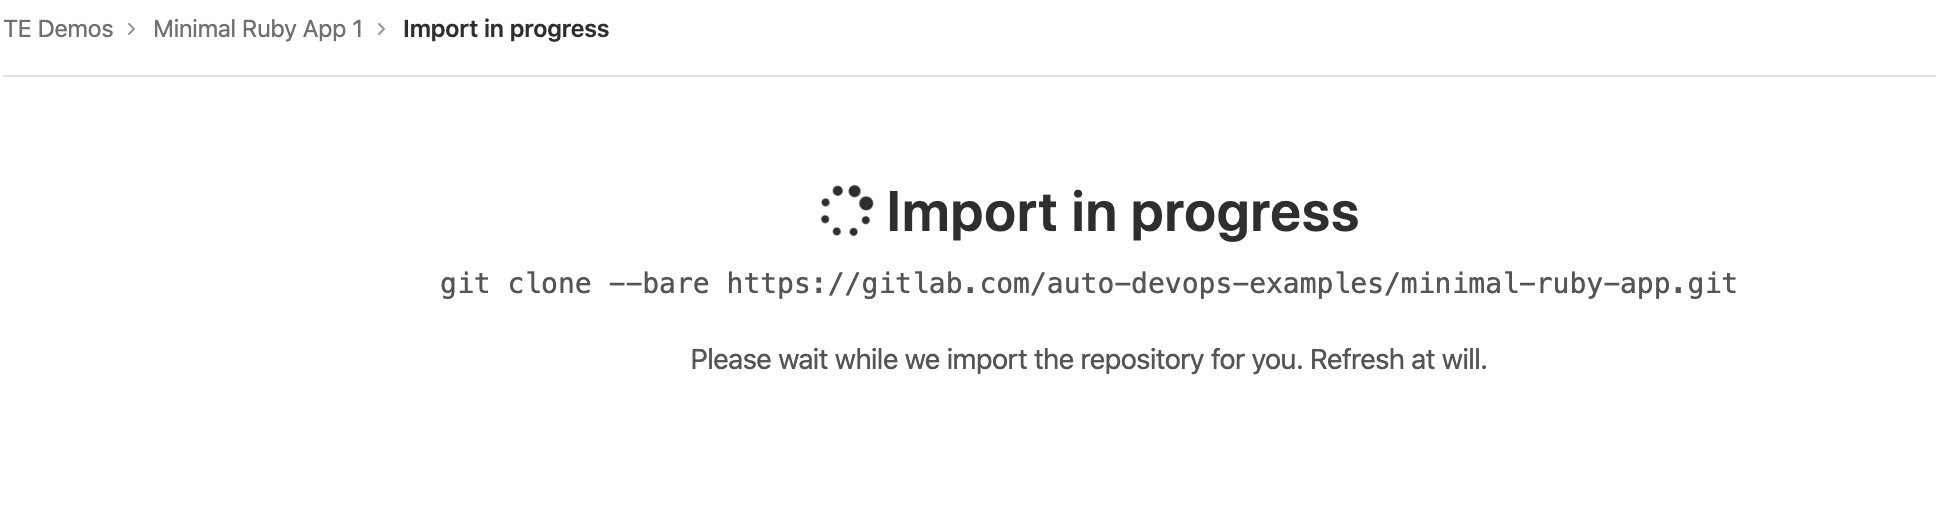 TE Demos > Minimal Ruby App 1 > Import in progress
Import in progress
git clone --bare https://gitlab.com/auto-devops-examples/minimal-ruby-app.git
Please wait while we import the repository for you. Refresh at will.